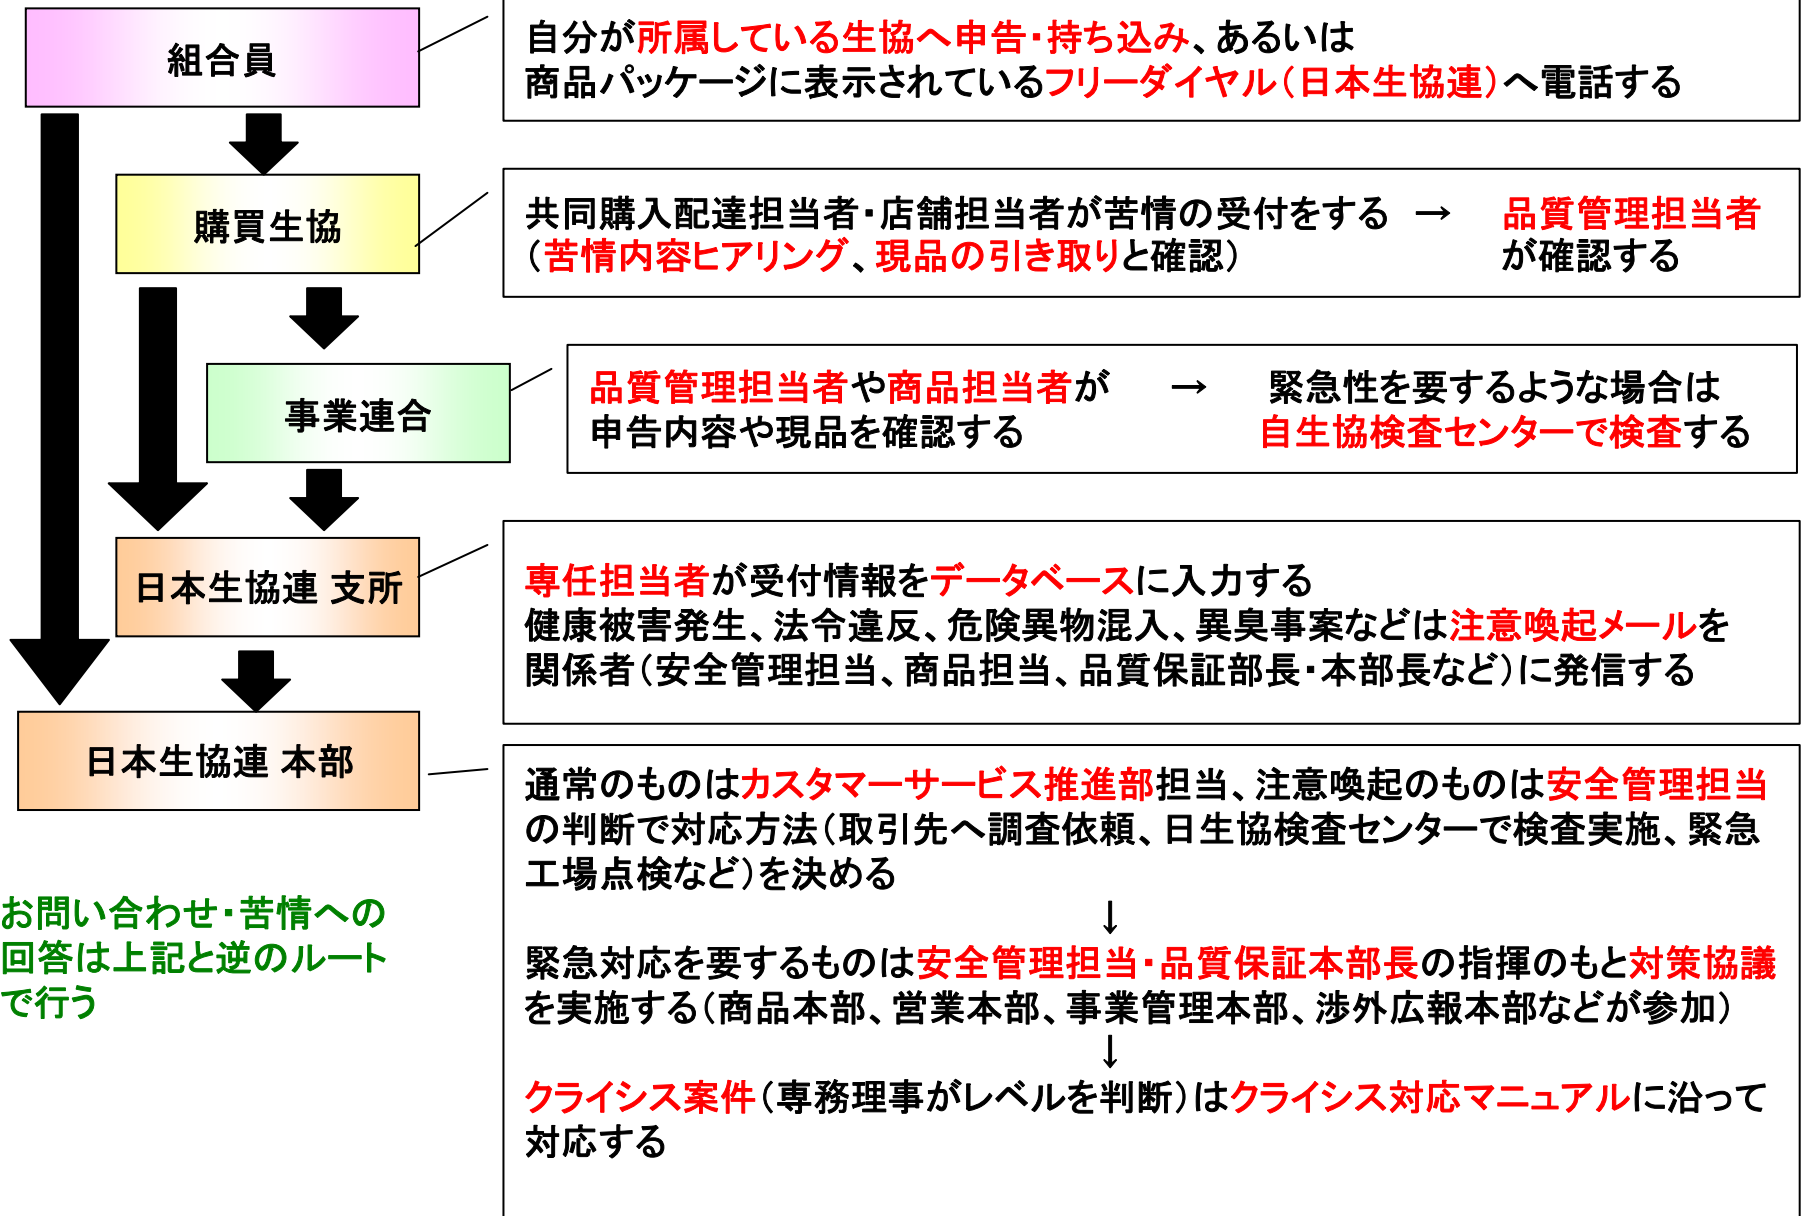 組合員
自分が所属している生協へ申告・持ち込み、あるいは
商品パッケージに表示されているフリーダイヤル（日本生協連）へ電話する
購買生協
共同購入配達担当者・店舗担当者が苦情の受付をする → 品質管理担当者
（苦情内容ヒアリング、現品の引き取りと確認） が確認する
事業連合
品質管理担当者や商品担当者が → 緊急性を要するような場合は
申告内容や現品を確認する 自生協検査センターで検査する
日本生協連 支所
専任担当者が受付情報をデータベースに入力する
健康被害発生、法令違反、危険異物混入、異臭事案などは注意喚起メールを
関係者（安全管理担当、商品担当、品質保証部長・本部長など）に発信する
日本生協連 本部
通常のものはカスタマーサービス推進部担当、注意喚起のものは安全管理担当
の判断で対応方法（取引先へ調査依頼、日生協検査センターで検査実施、緊急
工場点検など）を決める
↓
緊急対応を要するものは安全管理担当・品質保証本部長の指揮のもと対策協議
を実施する（商品本部、営業本部、事業管理本部、渉外広報本部などが参加）
↓
クライシス案件（専務理事がレベルを判断）はクライシス対応マニュアルに沿って
対応する
お問い合わせ・苦情への
回答は上記と逆のルート
で行う